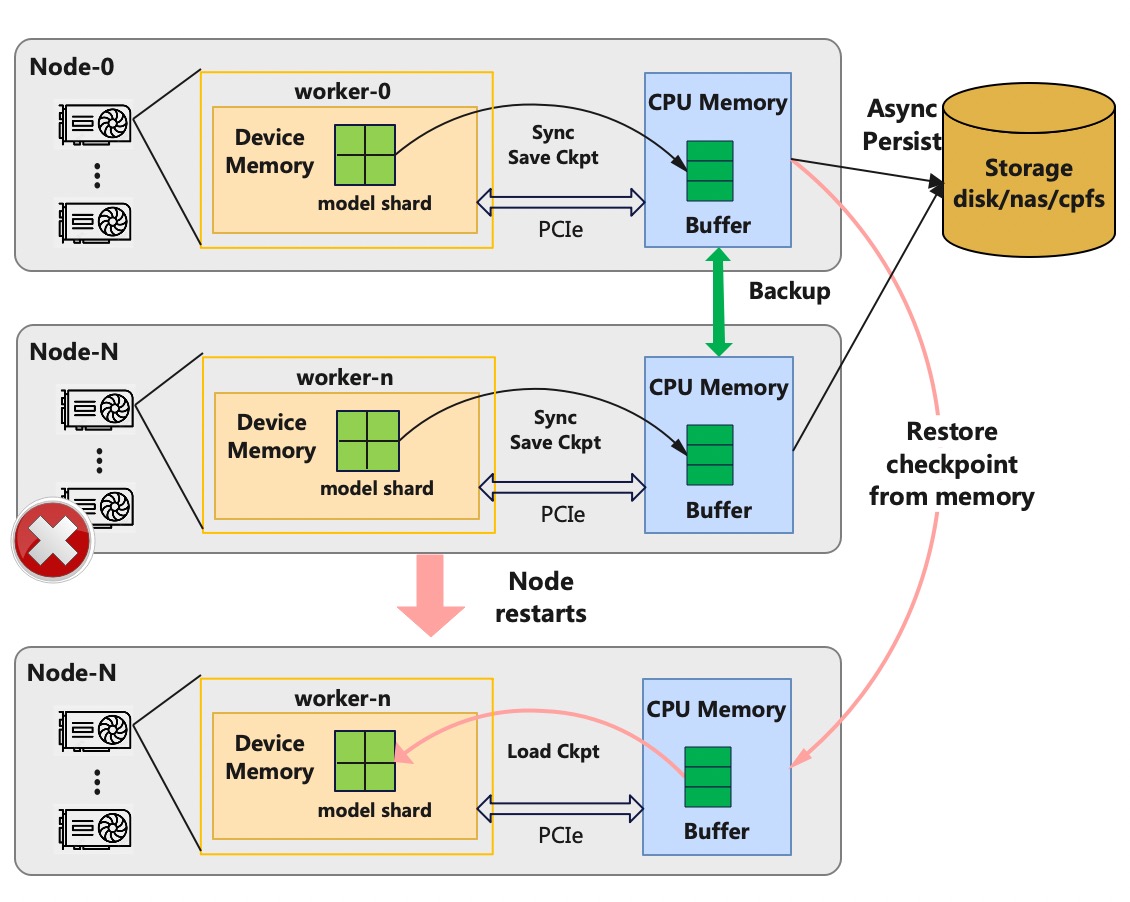 Node-0
worker-0
Device
Memory
model shard
Sync
Save Ckpt
PCIe
CPU Memory
Buffer
Async
Persist
Storage
disk/nas/cpfs
Backup
Node-N
worker-n
Device
Memory
model shard
Sync
Save Ckpt
PCIe
CPU Memory
Buffer
Restore
checkpoint
from memory
Node
restarts
Node-N
worker-n
Device
Memory
model shard
Load Ckpt
PCIe
CPU Memory
Buffer